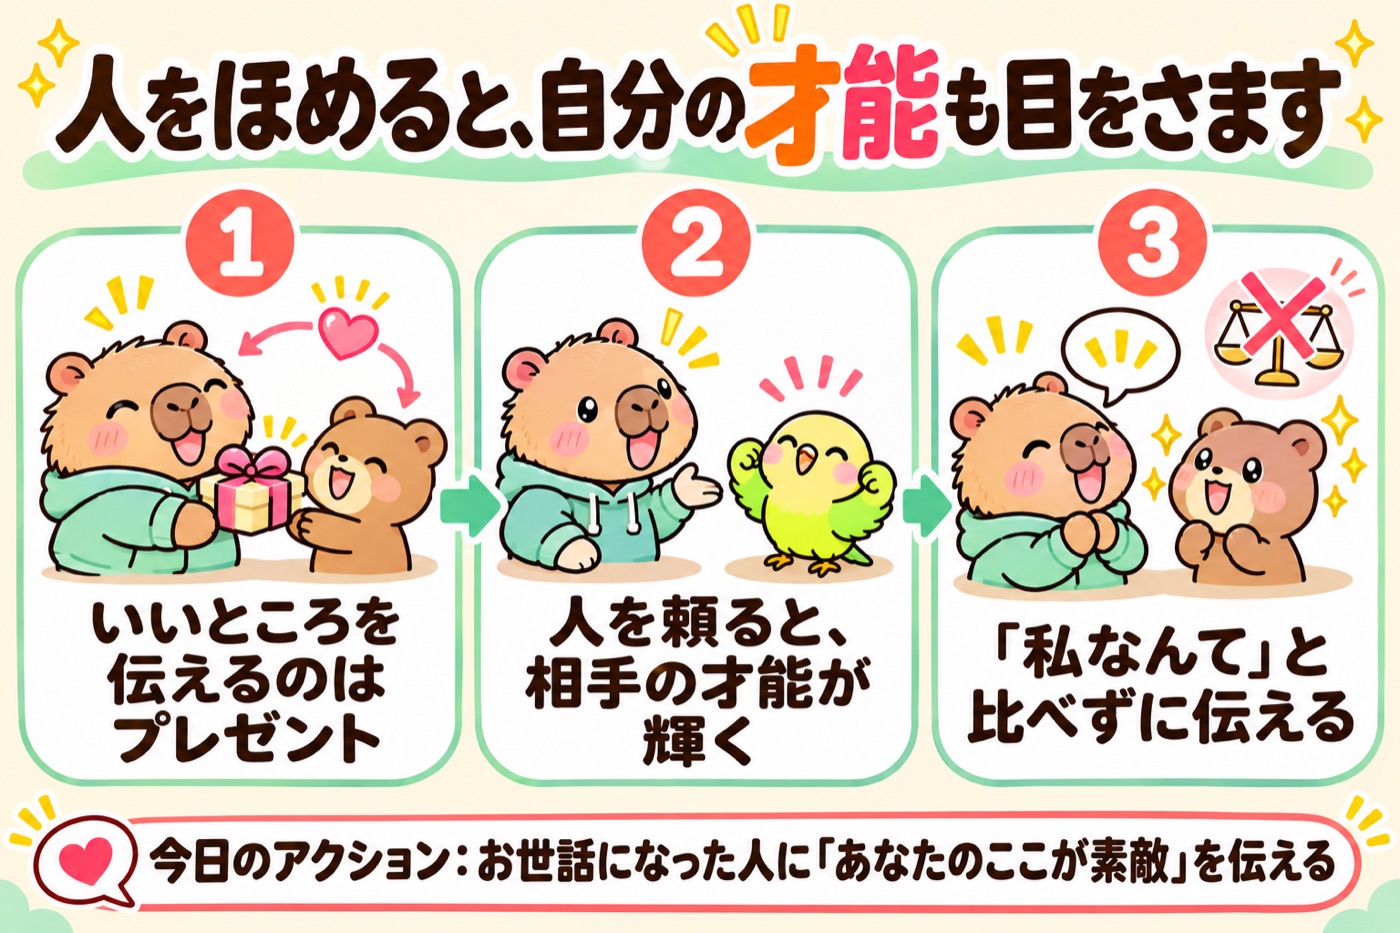 人をほめると、自分の才能も目をさます
1
いいところを
伝えるのは
プレゼント
2
人を頼ると、
相手の才能が
輝く
3
「私なんて」と
比べずに伝える
今日のアクション：お世話になった人に「あなたのここが素敵」を伝える